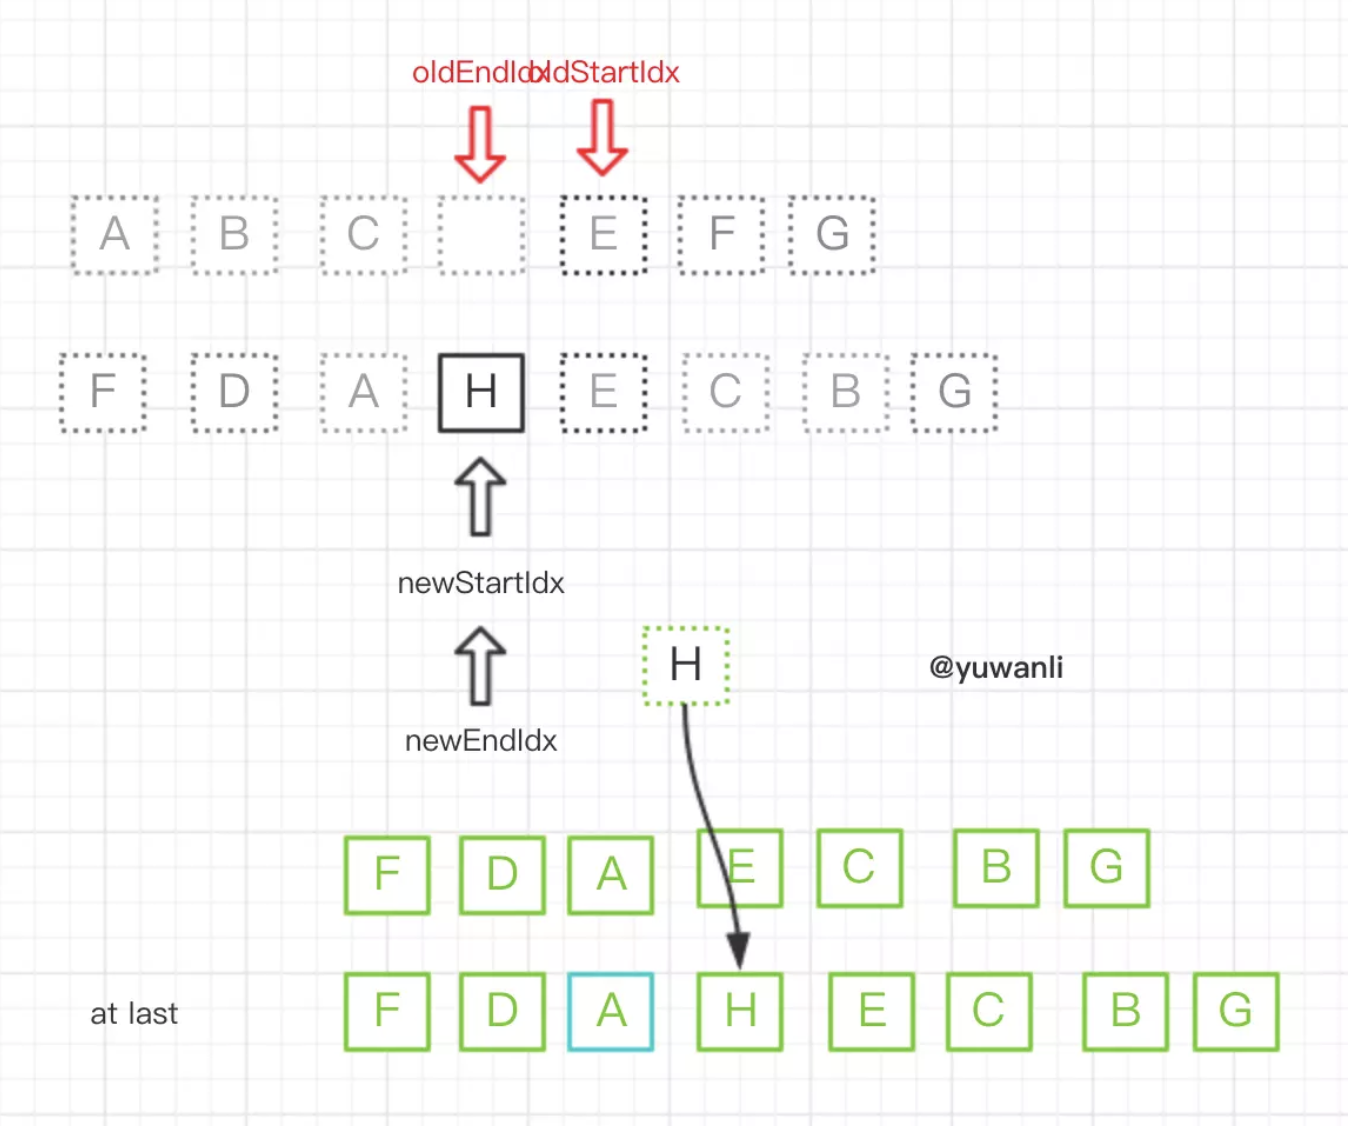 oldEndIdx oldStartIdx
A B C E F G
F D A H E C B G
newStartIdx
H
@yuwanli
newEndIdx
F D A E C B G
at last F D A H E C B G